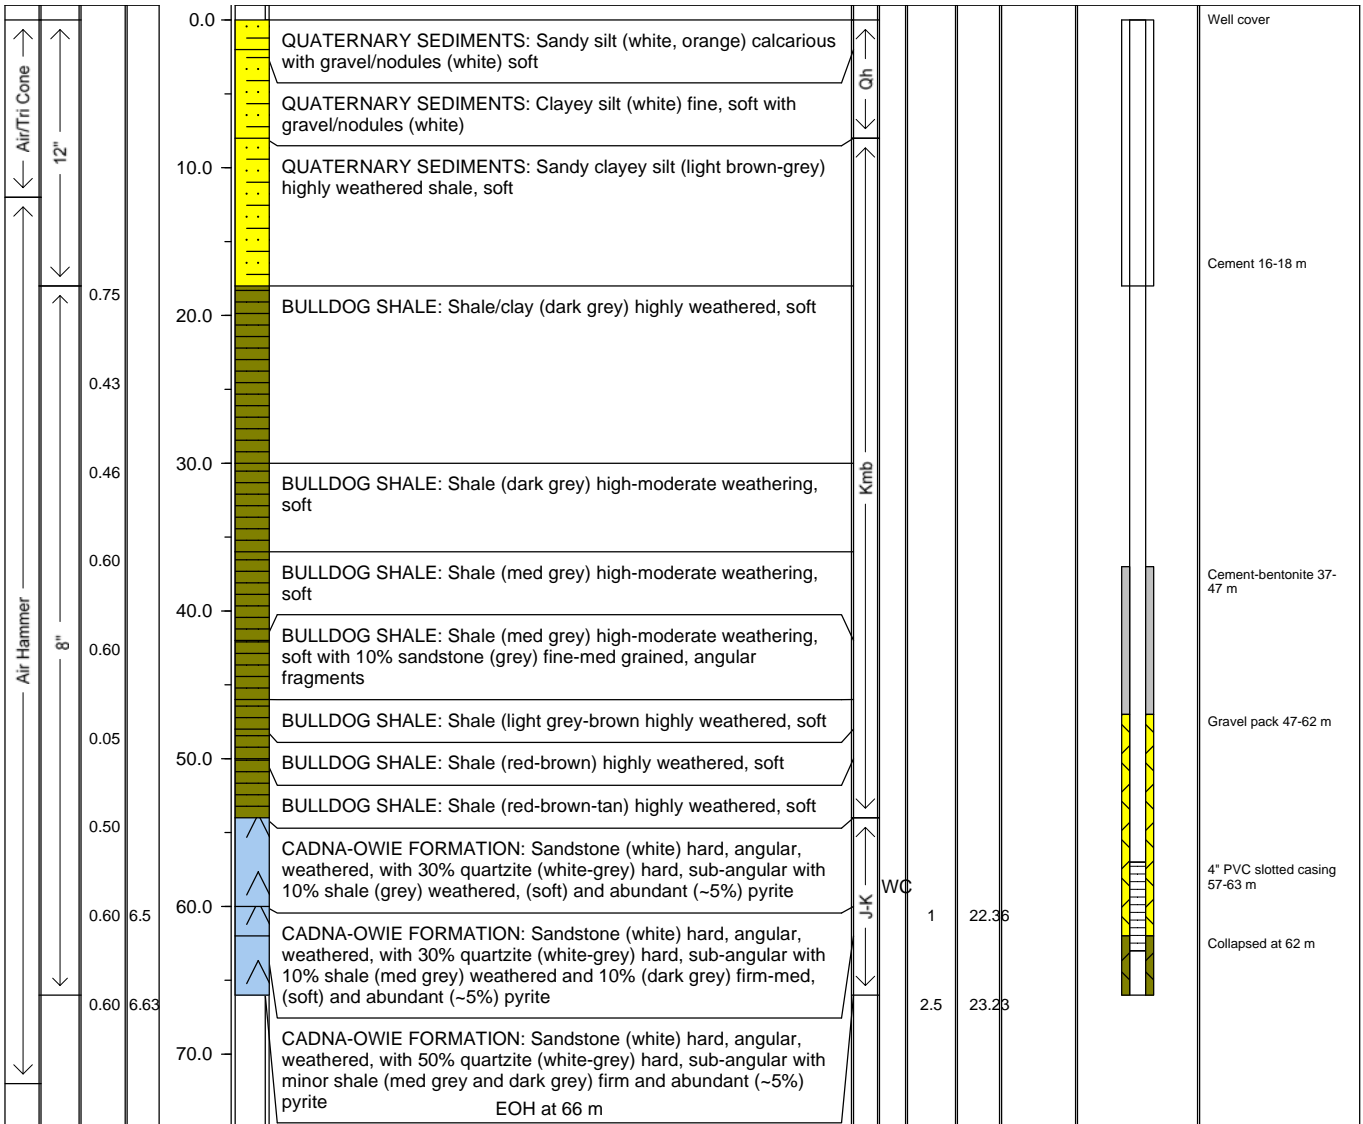 0.0
Well cover
QUATERNARY SEDIMENTS: Sandy silt (white, orange) calcarious
with gravel/nodules (white) soft
Qh
Air/Tri Cone
12"
QUATERNARY SEDIMENTS: Clayey silt (white) fine, soft with
gravel/nodules (white)
10.0
QUATERNARY SEDIMENTS: Sandy clayey silt (light brown-grey)
highly weathered shale, soft
Cement 16-18 m
0.75
20.0
BULLDOG SHALE: Shale/clay (dark grey) highly weathered, soft
0.43
30.0
0.46
BULLDOG SHALE: Shale (dark grey) high-moderate weathering,
soft
Kmb
0.60
BULLDOG SHALE: Shale (med grey) high-moderate weathering,
soft
Cement-bentonite 37-
47 m
40.0
Air Hammer
8"
0.60
BULLDOG SHALE: Shale (med grey) high-moderate weathering,
soft with 10% sandstone (grey) fine-med grained, angular
fragments
BULLDOG SHALE: Shale (light grey-brown highly weathered, soft
Gravel pack 47-62 m
0.05
50.0
BULLDOG SHALE: Shale (red-brown) highly weathered, soft
BULLDOG SHALE: Shale (red-brown-tan) highly weathered, soft
0.50
CADNA-OWIE FORMATION: Sandstone (white) hard, angular,
weathered, with 30% quartzite (white-grey) hard, sub-angular with
10% shale (grey) weathered, (soft) and abundant (~5%) pyrite
WC
4" PVC slotted casing
57-63 m
J-K
0.60
6.5
60.0
1
22.36
CADNA-OWIE FORMATION: Sandstone (white) hard, angular,
weathered, with 30% quartzite (white-grey) hard, sub-angular with
10% shale (med grey) weathered and 10% (dark grey) firm-med,
(soft) and abundant (~5%) pyrite
Collapsed at 62 m
0.60
6.63
2.5
23.23
70.0
CADNA-OWIE FORMATION: Sandstone (white) hard, angular,
weathered, with 50% quartzite (white-grey) hard, sub-angular with
minor shale (med grey and dark grey) firm and abundant (~5%)
pyrite
EOH at 66 m